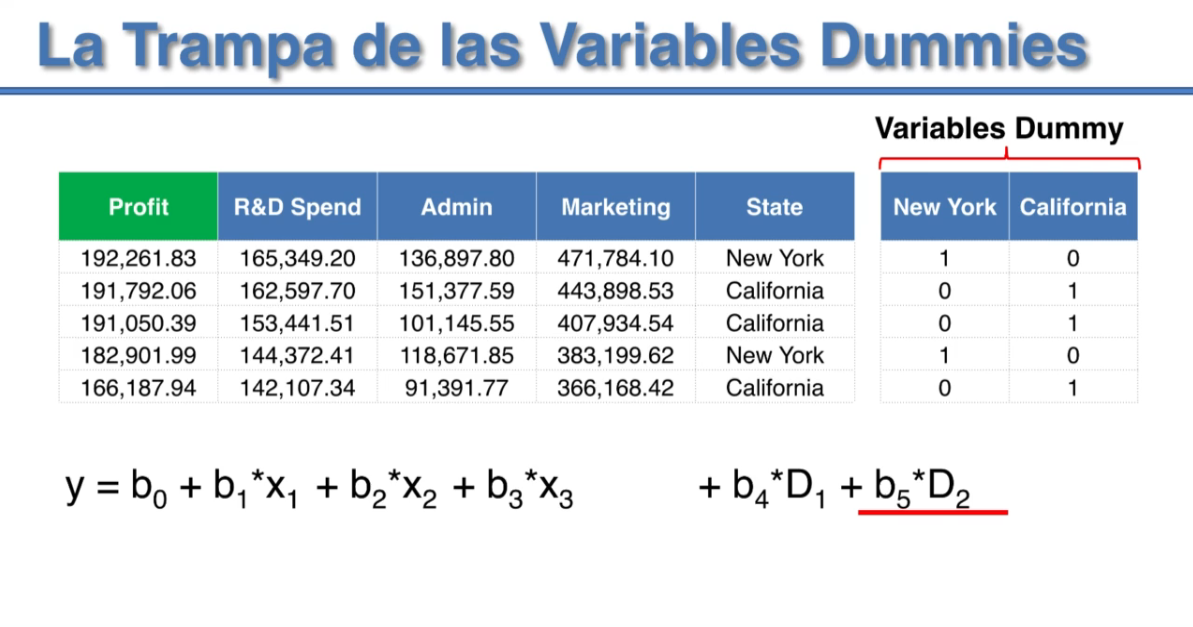 La Trampa de las Variables Dummies
Variables Dummy
Profit R&D Spend Admin Marketing State New York California
192,261.83 165,349.20 136,897.80 471,784.10 New York 1 0
191,792.06 162,597.70 151,377.59 443,898.53 California 0 1
191,050.39 153,441.51 101,145.55 407,934.54 California 0 1
182,901.99 144,372.41 118,671.85 383,199.62 New York 1 0
166,187.94 142,107.34 91,391.77 366,168.42 California 0 1
y = b₀ + b₁*x₁ + b₂*x₂ + b₃*x₃ + b₄*D₁ + b₅*D₂